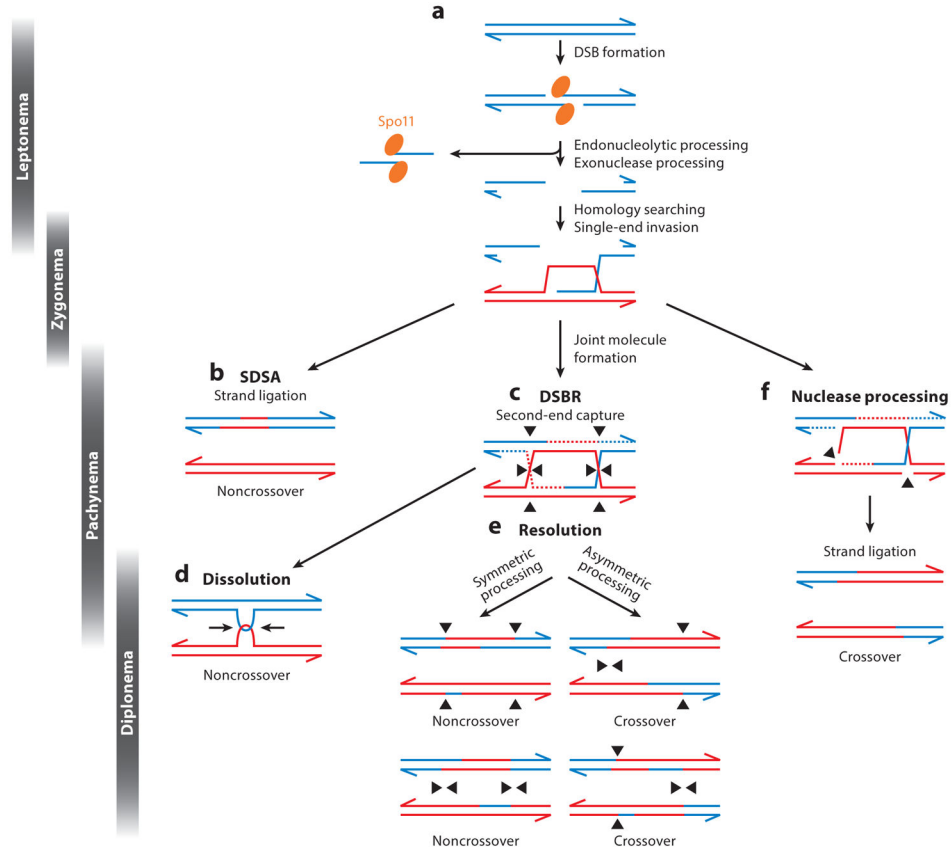 a
DSB formation
Spo11
Endonucleolytic processing
Exonuclease processing
Homology searching
Single-end invasion
Leptonema
Zygonema
Pachynema
Diplonema
Joint molecule
formation
b
SDSA
Strand ligation
Noncrossover
c
DSBR
Second-end capture
f
Nuclease processing
Strand ligation
Crossover
d
Dissolution
Noncrossover
e
Resolution
Symmetric
processing
Asymmetric
processing
Noncrossover
Crossover
Noncrossover
Crossover